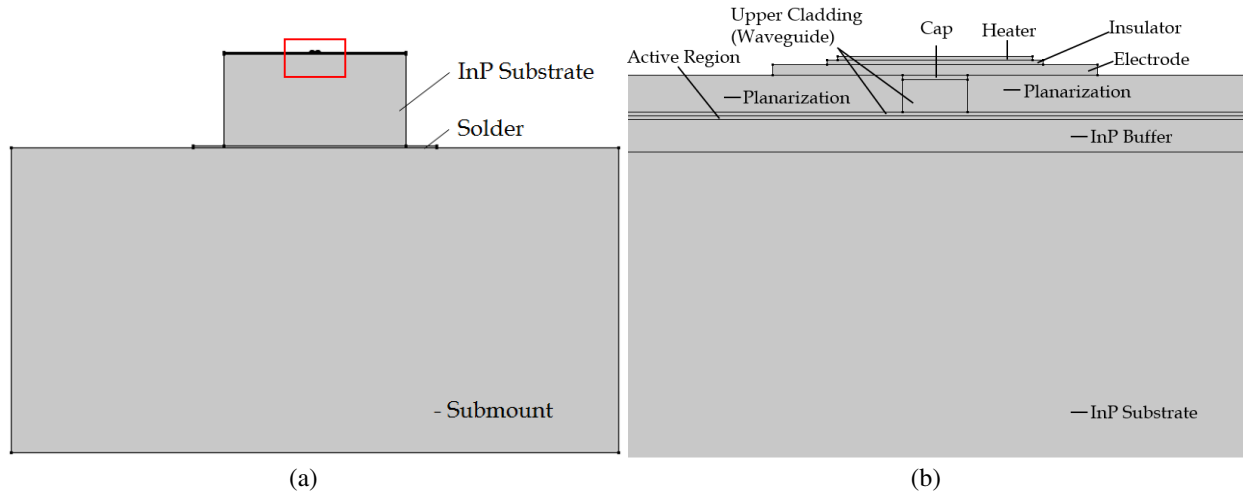 InP Substrate
Solder
- Submount
(a)
Upper Cladding
(Waveguide)
Cap
Heater
Insulator
Active Region
Electrode
Planarization
Planarization
InP Buffer
InP Substrate
(b)